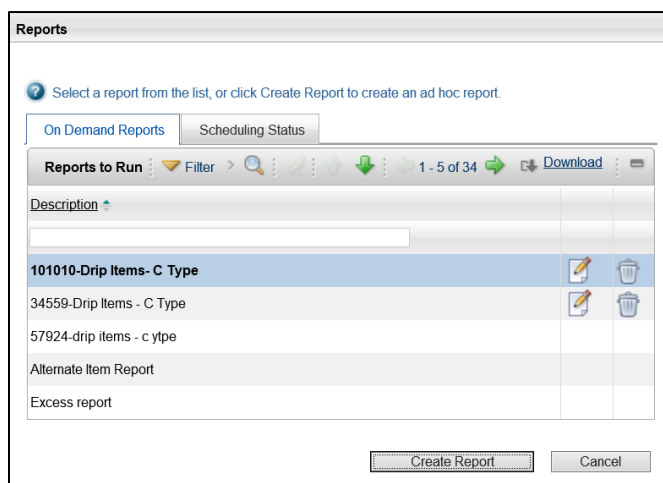 Reports
Select a report from the list, or click Create Report to create an ad hoc report.
On Demand Reports Scheduling Status
Reports to Run Filter 1 - 5 of 34 Download
Description
101010-Drip Items- C Type
34559-Drip Items - C Type
57924-drip items - c ytpe
Alternate Item Report
Excess report
Create Report Cancel